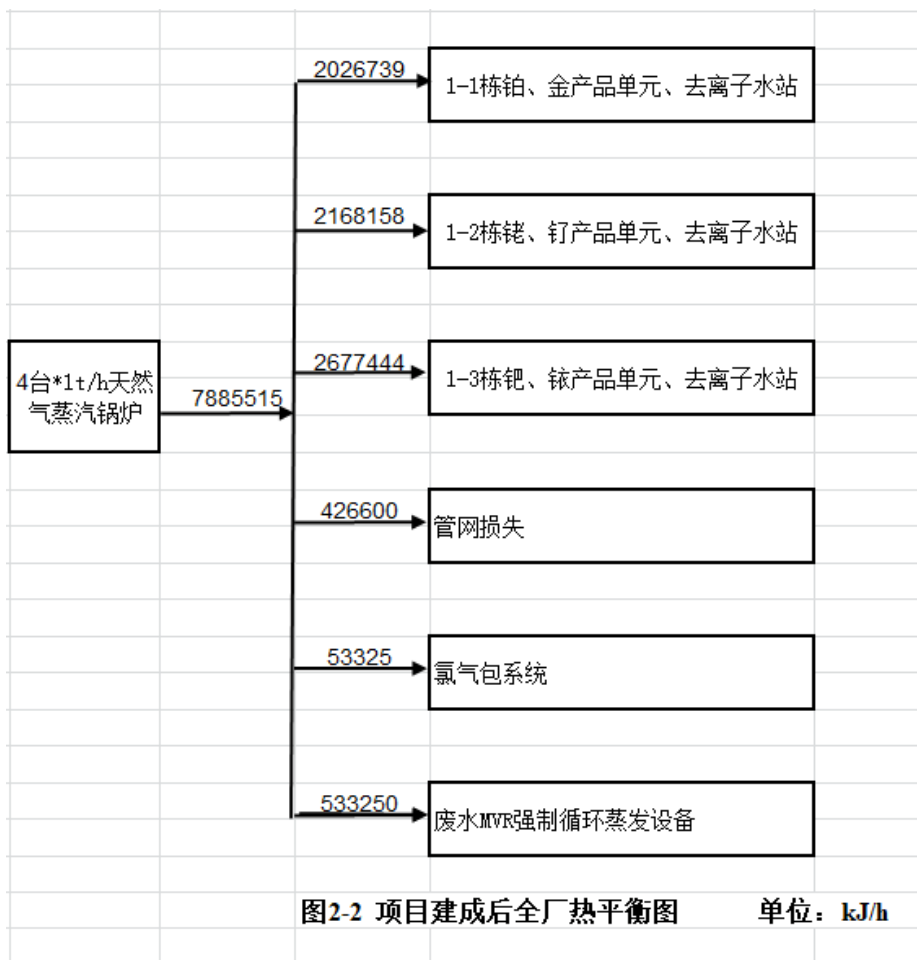 2026739
1-1栋铂、金产品单元、去离子水站
2168158
1-2栋铑、钌产品单元、去离子水站
4台*1t/h天然
气蒸汽锅炉
7885515
2677444
1-3栋钯、铱产品单元、去离子水站
426600
管网损失
53325
氯气包系统
533250
废水MVR强制循环蒸发设备
图2-2 项目建成后全厂热平衡图 单位：kJ/h